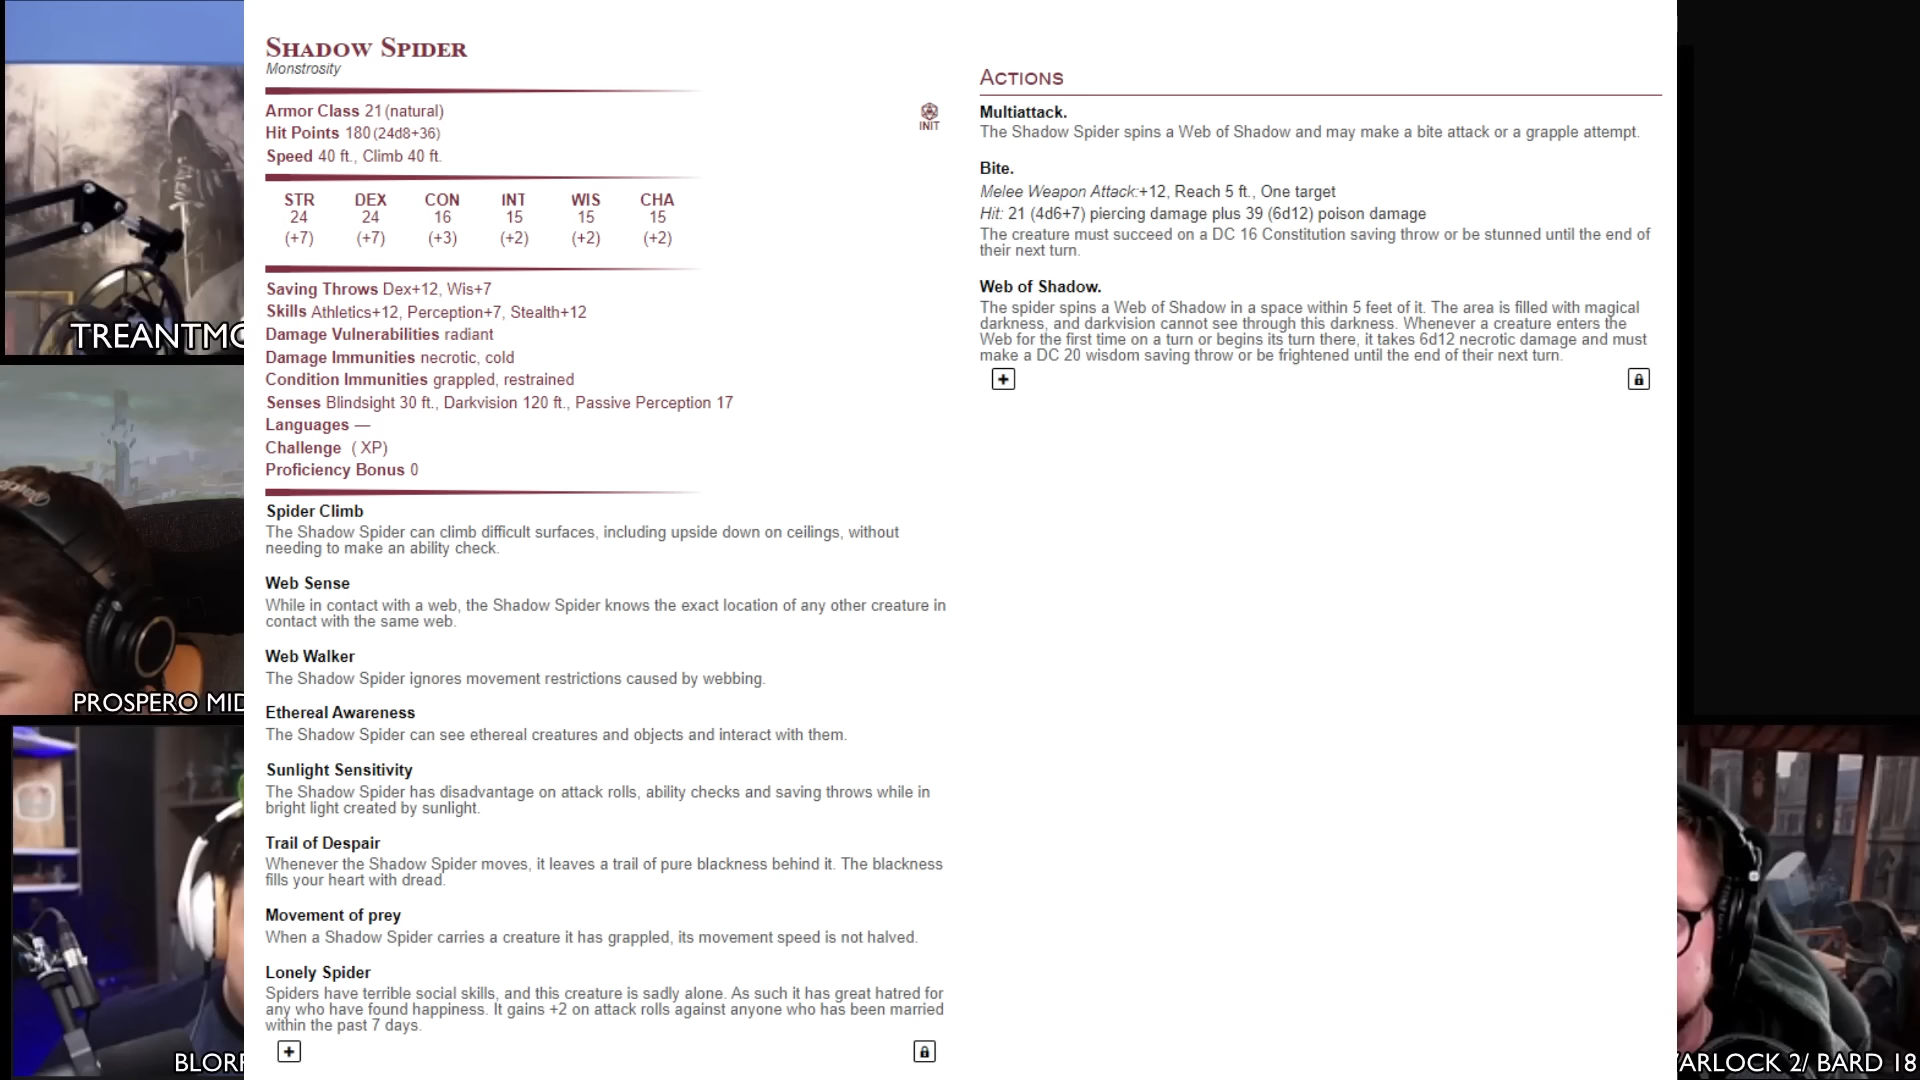 SHADOW SPIDER
Monstrosity
Armor Class 21 (natural)
Hit Points 180 (24d8+36)
Speed 40 ft., Climb 40 ft.
INIT
STR DEX CON INT WIS CHA
24 24 16 15 15 15
(+7) (+7) (+3) (+2) (+2) (+2)
Saving Throws Dex+12, Wis+7
Skills Athletics+12, Perception+7, Stealth+12
Damage Vulnerabilities radiant
Damage Immunities necrotic, cold
Condition Immunities grappled, restrained
Senses Blindsight 30 ft., Darkvision 120 ft., Passive Perception 17
Languages —
Challenge ( XP)
Proficiency Bonus 0
Spider Climb
The Shadow Spider can climb difficult surfaces, including upside down on ceilings, without
needing to make an ability check.
Web Sense
While in contact with a web, the Shadow Spider knows the exact location of any other creature in
contact with the same web.
Web Walker
The Shadow Spider ignores movement restrictions caused by webbing.
Ethereal Awareness
The Shadow Spider can see ethereal creatures and objects and interact with them.
Sunlight Sensitivity
The Shadow Spider has disadvantage on attack rolls, ability checks and saving throws while in
bright light created by sunlight.
Trail of Despair
Whenever the Shadow Spider moves, it leaves a trail of pure blackness behind it. The blackness
fills your heart with dread.
Movement of prey
When a Shadow Spider carries a creature it has grappled, its movement speed is not halved.
Lonely Spider
Spiders have terrible social skills, and this creature is sadly alone. As such it has great hatred for
any who have found happiness. It gains +2 on attack rolls against anyone who has been married
within the past 7 days.
ACTIONS
Multiattack.
The Shadow Spider spins a Web of Shadow and may make a bite attack or a grapple attempt.
Bite.
Melee Weapon Attack:+12, Reach 5 ft., One target
Hit: 21 (4d6+7) piercing damage plus 39 (6d12) poison damage
The creature must succeed on a DC 16 Constitution saving throw or be stunned until the end of
their next turn.
Web of Shadow.
The spider spins a Web of Shadow in a space within 5 feet of it. The area is filled with magical
darkness, and darkvision cannot see through this darkness. Whenever a creature enters the
Web for the first time on a turn or begins its turn there, it takes 6d12 necrotic damage and must
make a DC 20 wisdom saving throw or be frightened until the end of their next turn.
TREANTMO
PROSPERO MID
BLORF
ARLOCK 2/ BARD 18